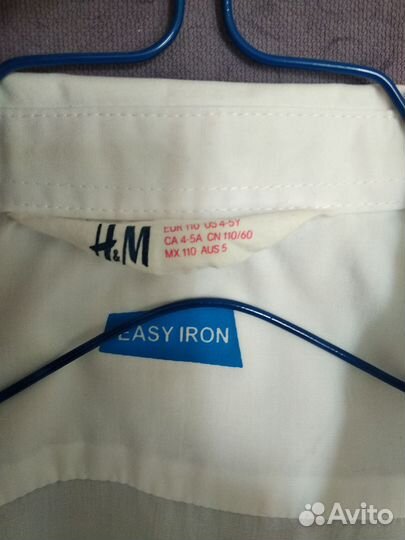 H&M
EUR 110 US 4-5Y
CA 4-5A CN 110/60
MX 110 AUS 5
EASY IRON
Avito